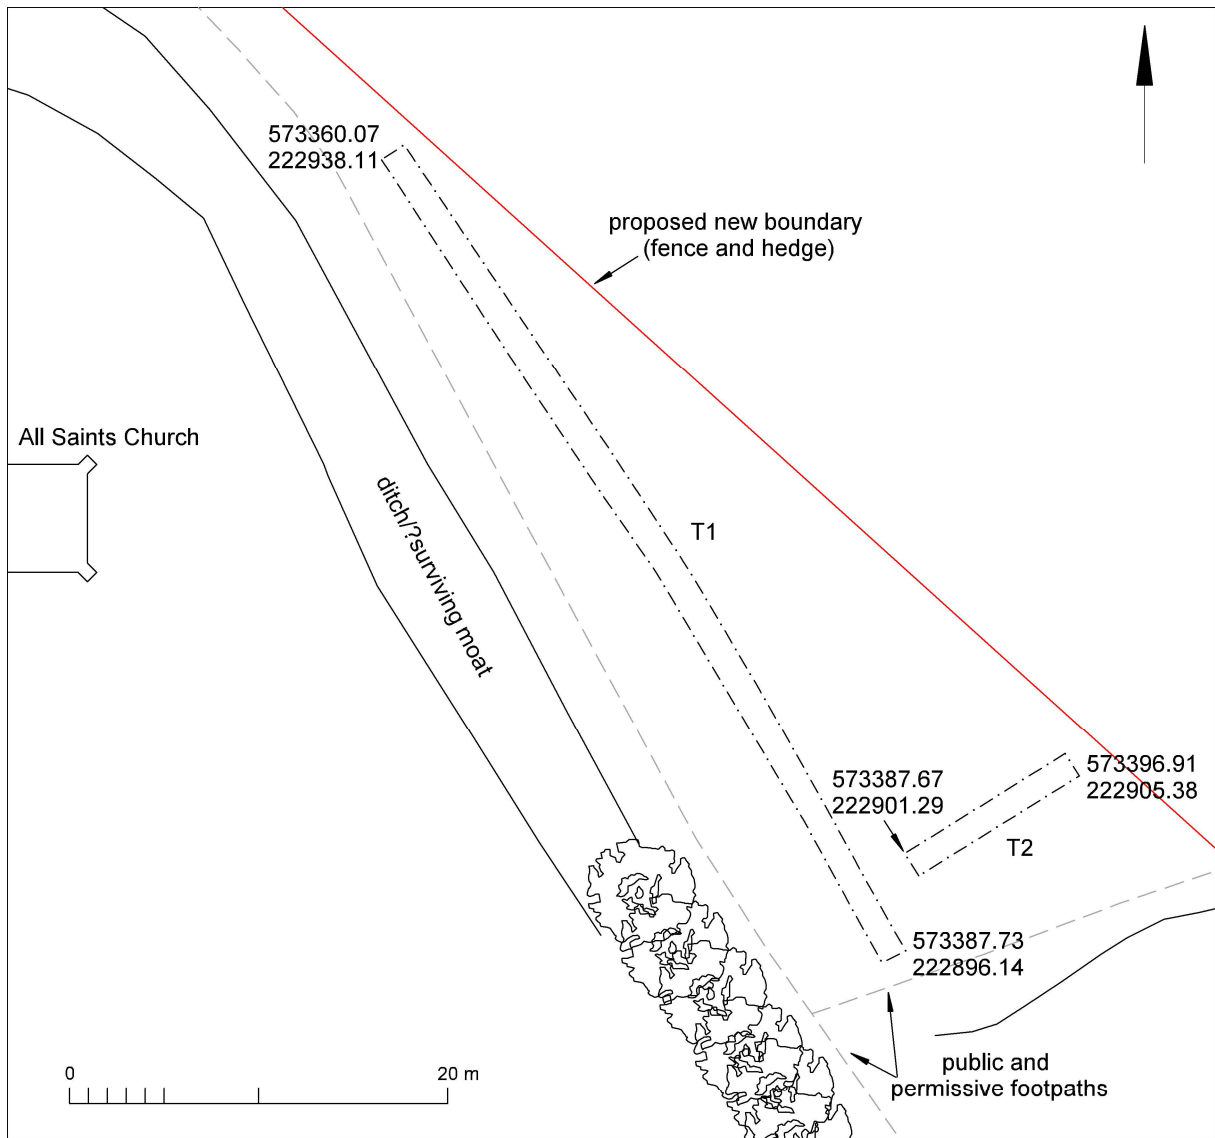 573360.07
222938.11
proposed new boundary
(fence and hedge)
All Saints Church
ditch/?surviving moat
T1
573387.67
222901.29
573396.91
222905.38
T2
573387.73
222896.14
public and
permissive footpaths
0
20 m